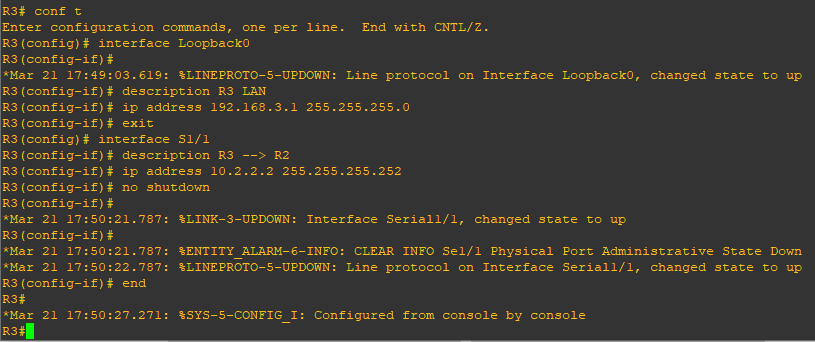 R3# conf t
Enter configuration commands, one per line.  End with CNTL/Z.
R3(config)# interface Loopback0
R3(config-if)#
*Mar 21 17:49:03.619: %LINEPROTO-5-UPDOWN: Line protocol on Interface Loopback0, changed state to up
R3(config-if)# description R3 LAN
R3(config-if)# ip address 192.168.3.1 255.255.255.0
R3(config-if)# exit
R3(config)# interface S1/1
R3(config-if)# description R3 --> R2
R3(config-if)# ip address 10.2.2.2 255.255.255.252
R3(config-if)# no shutdown
R3(config-if)#
*Mar 21 17:50:21.787: %LINK-3-UPDOWN: Interface Serial1/1, changed state to up
R3(config-if)#
*Mar 21 17:50:21.787: %ENTITY_ALARM-6-INFO: CLEAR INFO Se1/1 Physical Port Administrative State Down
*Mar 21 17:50:22.787: %LINEPROTO-5-UPDOWN: Line protocol on Interface Serial1/1, changed state to up
R3(config-if)# end
R3#
*Mar 21 17:50:27.271: %SYS-5-CONFIG_I: Configured from console by console
R3#